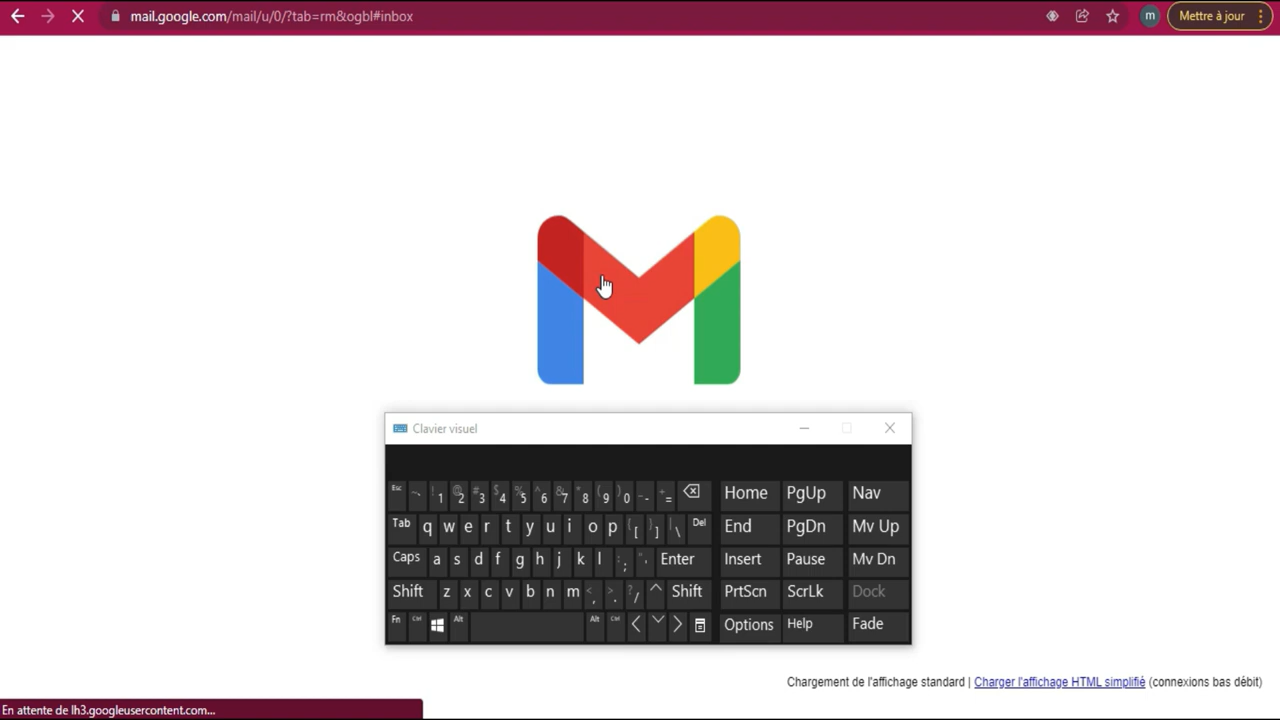 mail.google.com/mail/u/0/?tab=rm&ogbl#inbox
m
Mettre à jour
Clavier visuel
Esc ~ ` ! 1 @ 2 # 3 $ 4 % 5 ^ 6 & 7 * 8 ( 9 ) 0 _ - + = Home PgUp Nav
Tab q w e r t y u i o p { [ } ] | \ Del End PgDn Mv Up
Caps a s d f g h j k l : ; " ' Enter Insert Pause Mv Dn
Shift z x c v b n m < , > . ? / ^ Shift PrtScn ScrLk Dock
Fn Ctrl Alt Alt Ctrl Options Help Fade
Chargement de l'affichage standard | Charger l'affichage HTML simplifié (connexions bas débit)
En attente de lh3.googleusercontent.com...